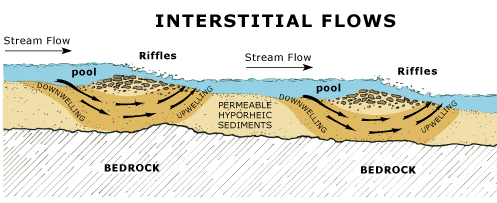 INTERSTITIAL FLOWS
Stream Flow
Riffles
pool
DOWNWELLING
UPWELLING
Stream Flow
Riffles
pool
DOWNWELLING
UPWELLING
PERMEABLE
HYPORHEIC
SEDIMENTS
BEDROCK
BEDROCK